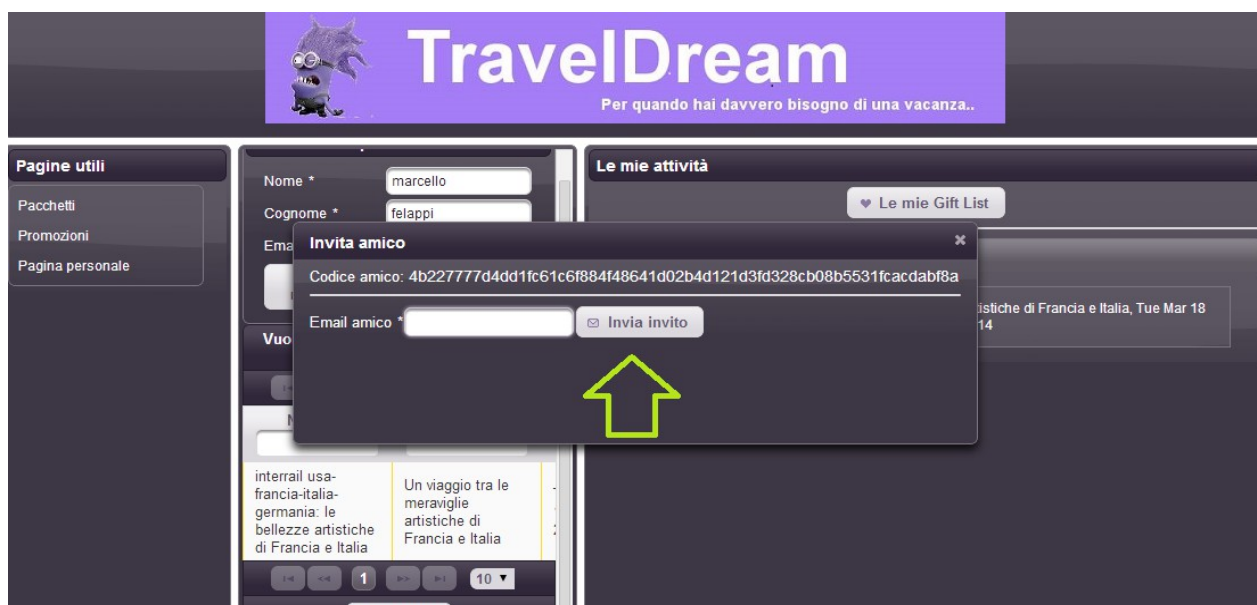 TravelDream
Per quando hai davvero bisogno di una vacanza..
Pagine utili
Pacchetti
Promozioni
Pagina personale
Nome * marcello
Cognome * felappi
Ema
Invita amico
Codice amico: 4b227777d4dd1fc61c6f884f48641d02b4d121d3fd328cb08b5531fcacdabf8a
Email amico *
Invia invito
Vuo
N
interrail usa-
francia-italia-
germania: le
bellezze artistiche
di Francia e Italia
Un viaggio tra le
meraviglie
artistiche di
Francia e Italia
1
10
Le mie attività
Le mie Gift List
istiche di Francia e Italia, Tue Mar 18
14